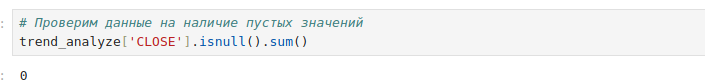 # Проверим данные на наличие пустых значений
trend_analyze['CLOSE'].isnull().sum()
0